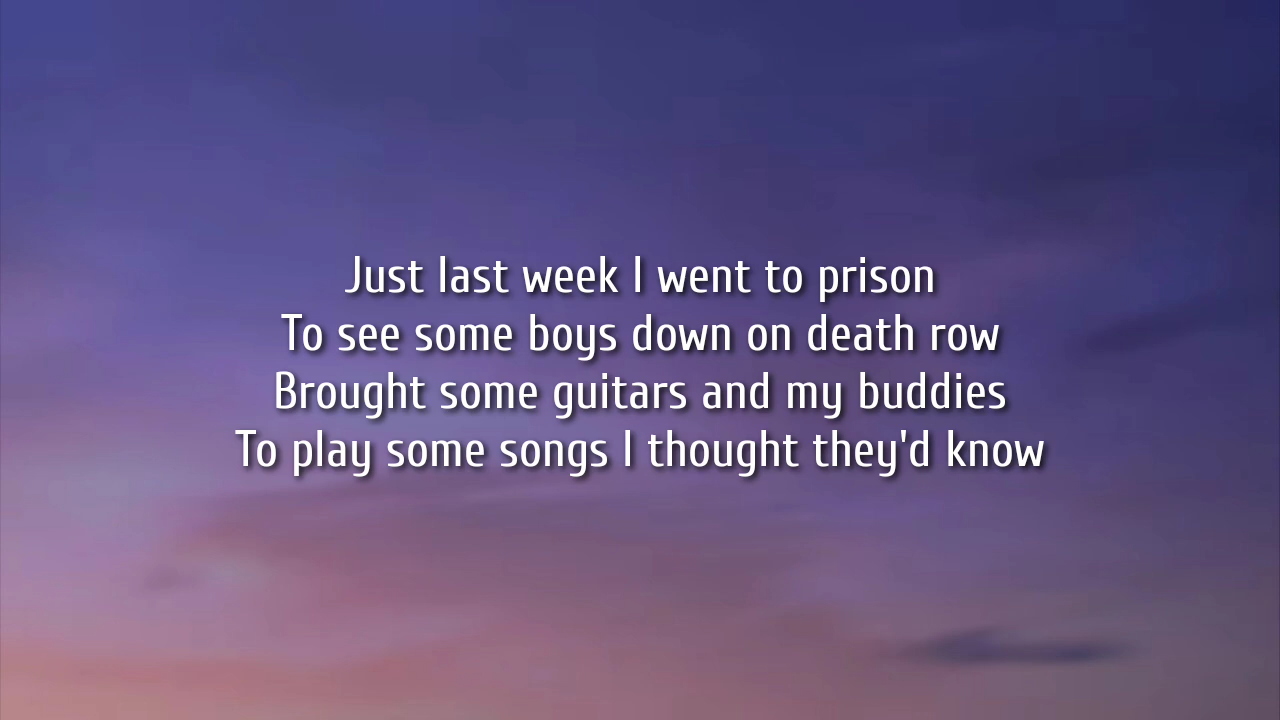 Just last week I went to prison
To see some boys down on death row
Brought some guitars and my buddies
To play some songs I thought they'd know